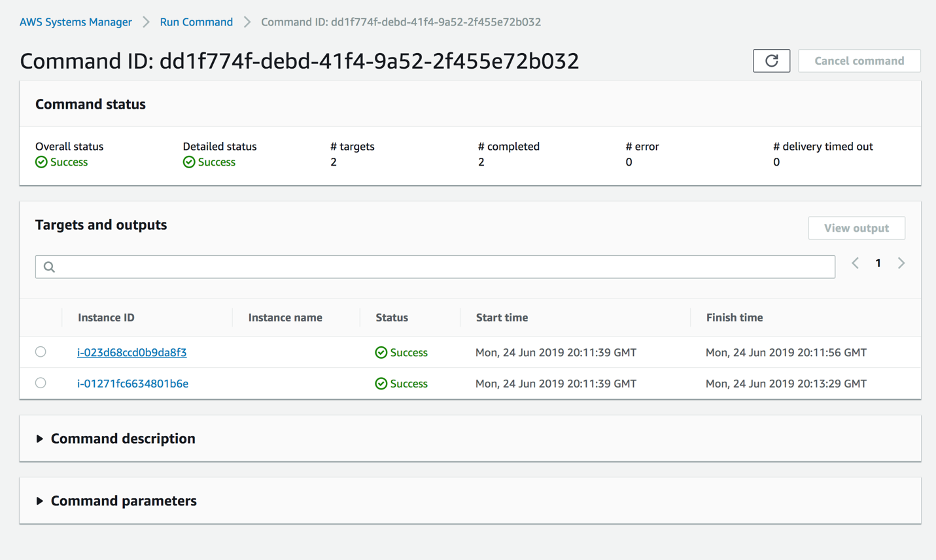 AWS Systems Manager > Run Command > Command ID: dd1f774f-debd-41f4-9a52-2f455e72b032
Command ID: dd1f774f-debd-41f4-9a52-2f455e72b032
Cancel command
Command status
Overall status Detailed status # targets # completed # error # delivery timed out
Success Success 2 2 0 0
Targets and outputs
View output
1
Instance ID Instance name Status Start time Finish time
i-023d68ccd0b9da8f3 Success Mon, 24 Jun 2019 20:11:39 GMT Mon, 24 Jun 2019 20:11:56 GMT
i-01271fc6634801b6e Success Mon, 24 Jun 2019 20:11:39 GMT Mon, 24 Jun 2019 20:13:29 GMT
Command description
Command parameters